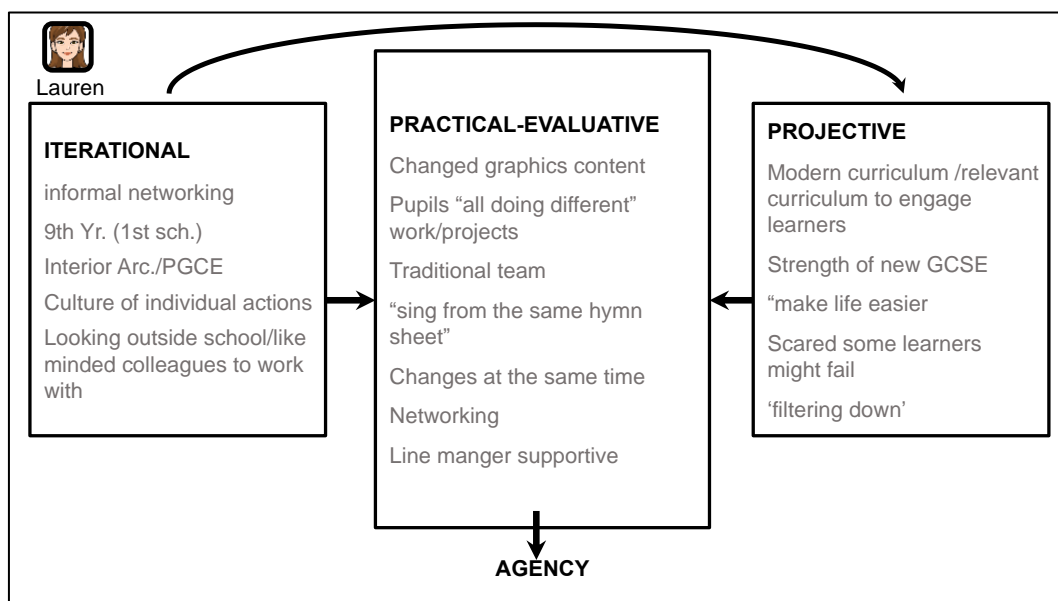 Lauren
ITERATIONAL
informal networking
9th Yr. (1st sch.)
Interior Arc./PGCE
Culture of individual actions
Looking outside school/like
minded colleagues to work
with
PRACTICAL-EVALUATIVE
Changed graphics content
Pupils “all doing different”
work/projects
Traditional team
“sing from the same hymn
sheet”
Changes at the same time
Networking
Line manger supportive
PROJECTIVE
Modern curriculum /relevant
curriculum to engage
learners
Strength of new GCSE
“make life easier
Scared some learners
might fail
‘filtering down’
AGENCY